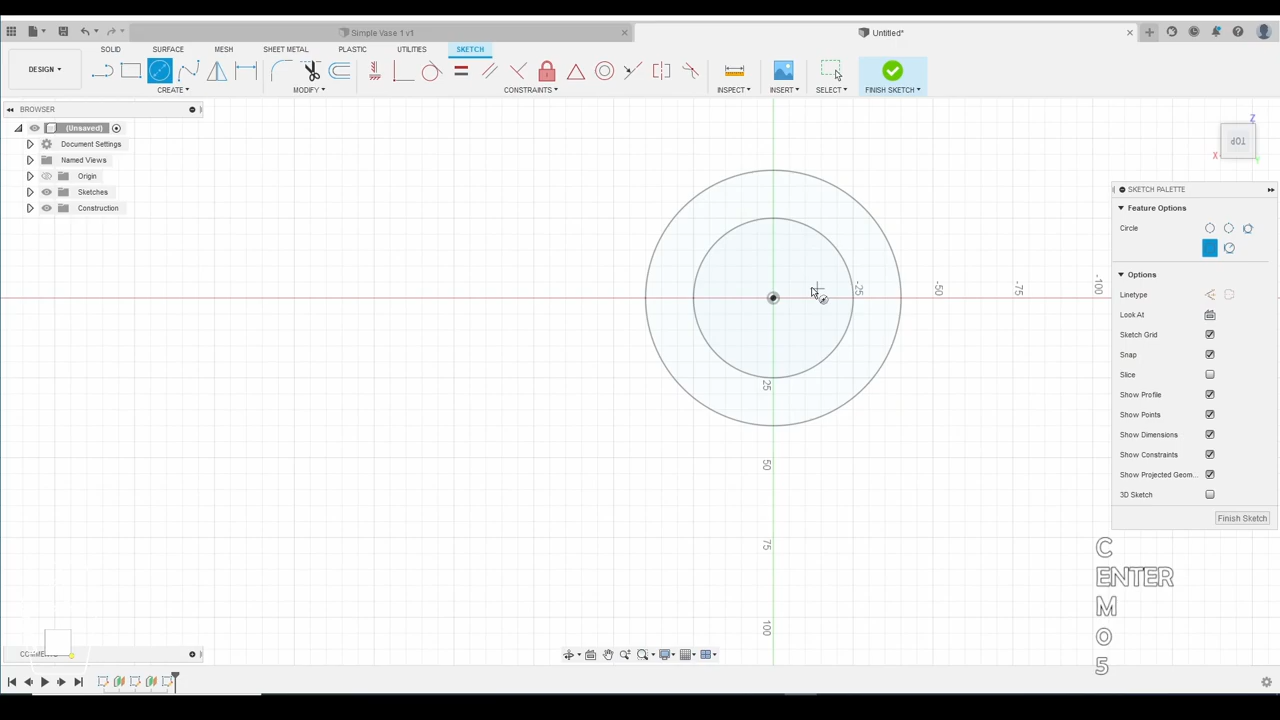 Simple Vase 1 v1
Untitled*
SOLID SURFACE MESH SHEET METAL PLASTIC UTILITIES SKETCH
DESIGN
CREATE MODIFY CONSTRAINTS INSPECT INSERT SELECT FINISH SKETCH
BROWSER
(Unsaved)
Document Settings
Named Views
Origin
Sketches
Construction
TOP
Z
X
-25
-50
-75
-100
25
50
75
100
SKETCH PALETTE
Feature Options
Circle
Options
Linetype
Look At
Sketch Grid
Snap
Slice
Show Profile
Show Points
Show Dimensions
Show Constraints
Show Projected Geom...
3D Sketch
Finish Sketch
C
ENTER
M
O
5